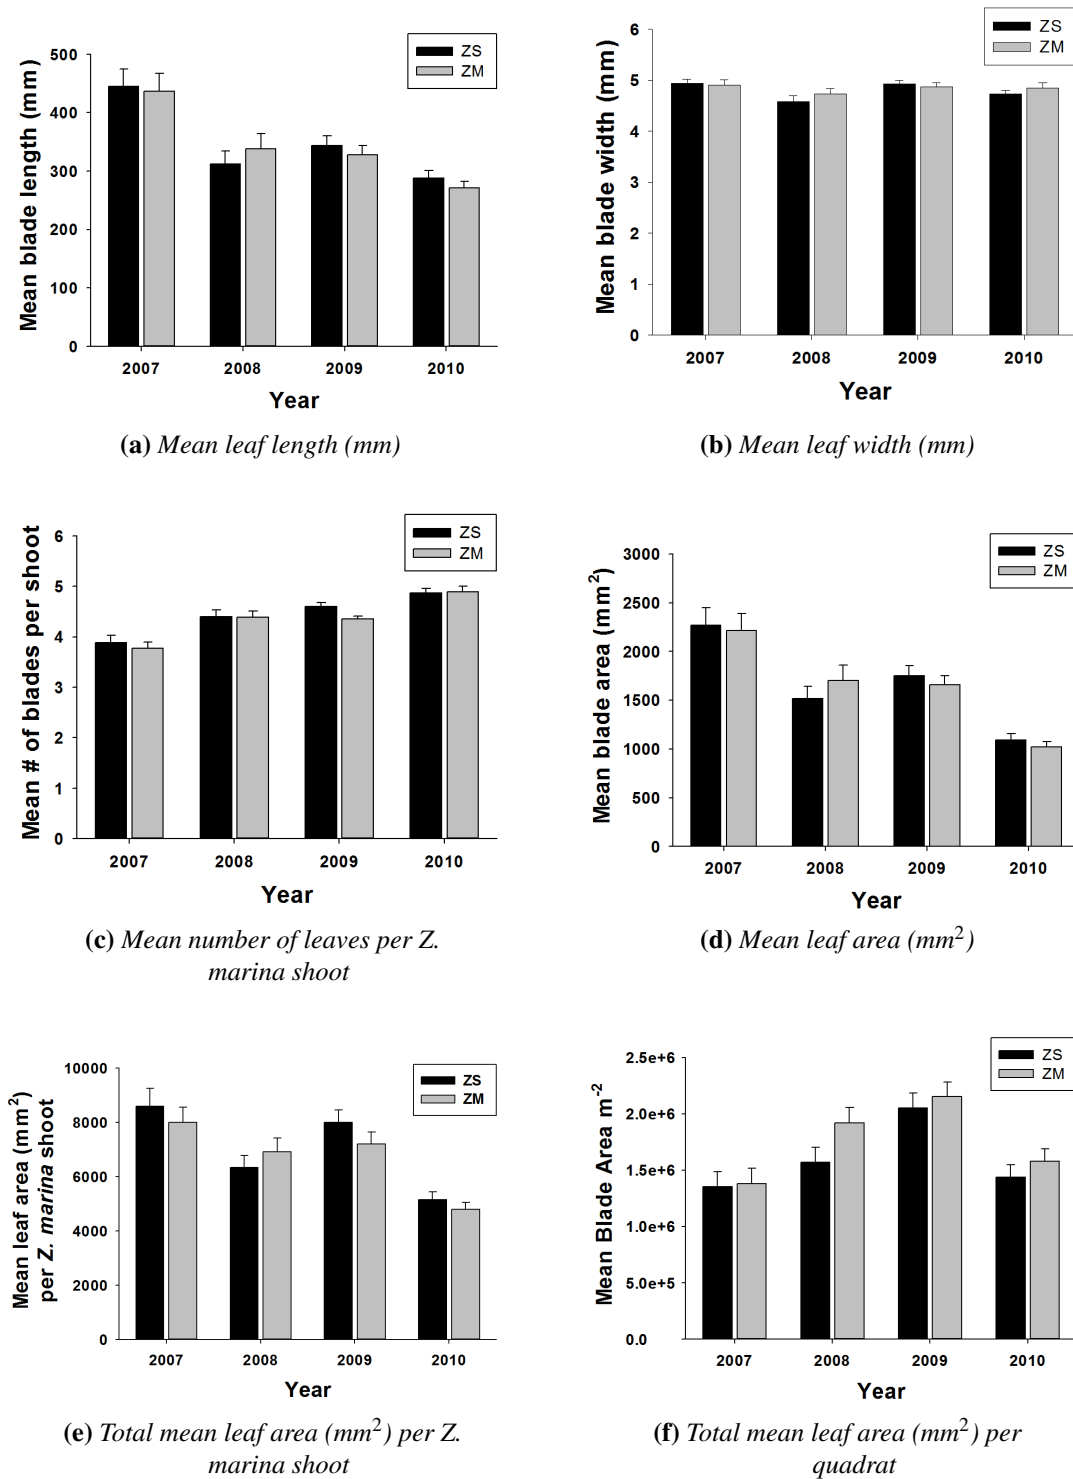 ZS
ZM
500
400
300
200
100
0
Mean blade length (mm)
2007 2008 2009 2010
Year
(a) Mean leaf length (mm)
ZS
ZM
6
5
4
3
2
1
0
Mean blade width (mm)
2007 2008 2009 2010
Year
(b) Mean leaf width (mm)
ZS
ZM
6
5
4
3
2
1
0
Mean # of blades per shoot
2007 2008 2009 2010
Year
(c) Mean number of leaves per Z.
marina shoot
ZS
ZM
3000
2500
2000
1500
1000
500
0
Mean blade area (mm²)
2007 2008 2009 2010
Year
(d) Mean leaf area (mm²)
ZS
ZM
10000
8000
6000
4000
2000
0
Mean leaf area (mm²)
per Z. marina shoot
2007 2008 2009 2010
Year
(e) Total mean leaf area (mm²) per Z.
marina shoot
ZS
ZM
2.5e+6
2.0e+6
1.5e+6
1.0e+6
5.0e+5
0.0
Mean Blade Area m⁻²
2007 2008 2009 2010
Year
(f) Total mean leaf area (mm²) per
quadrat